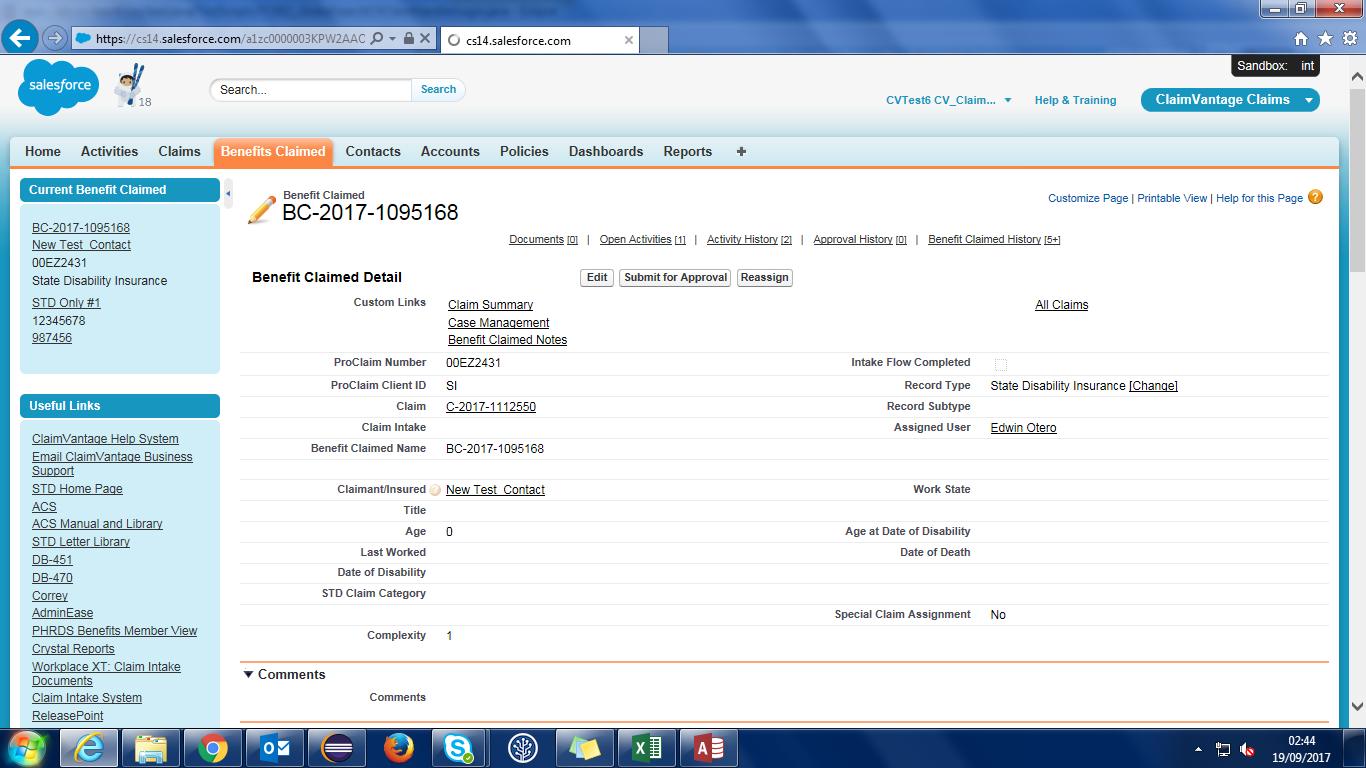 https://cs14.salesforce.com/a1zc0000003KPW2AAO
cs14.salesforce.com
Sandbox: int
salesforce
18
Search...
Search
CVTest6 CV_Claim...
Help & Training
ClaimVantage Claims
Home
Activities
Claims
Benefits Claimed
Contacts
Accounts
Policies
Dashboards
Reports
+
Current Benefit Claimed
BC-2017-1095168
New Test_Contact
00EZ2431
State Disability Insurance
STD Only #1
12345678
987456
Useful Links
ClaimVantage Help System
Email ClaimVantage Business
Support
STD Home Page
ACS
ACS Manual and Library
STD Letter Library
DB-451
DB-470
Correy
AdminEase
PHRDS Benefits Member View
Crystal Reports
Workplace XT: Claim Intake
Documents
Claim Intake System
ReleasePoint
Benefit Claimed
BC-2017-1095168
Customize Page | Printable View | Help for this Page ?
Documents [0] | Open Activities [1] | Activity History [2] | Approval History [0] | Benefit Claimed History [5+]
Benefit Claimed Detail
Edit
Submit for Approval
Reassign
Custom Links
Claim Summary
All Claims
Case Management
Benefit Claimed Notes
ProClaim Number 00EZ2431
Intake Flow Completed
ProClaim Client ID SI
Record Type State Disability Insurance [Change]
Claim C-2017-1112550
Record Subtype
Claim Intake
Assigned User Edwin Otero
Benefit Claimed Name BC-2017-1095168
Claimant/Insured ? New Test_Contact
Work State
Title
Age 0
Age at Date of Disability
Last Worked
Date of Death
Date of Disability
STD Claim Category
Special Claim Assignment No
Complexity 1
Comments
Comments
02:44
19/09/2017